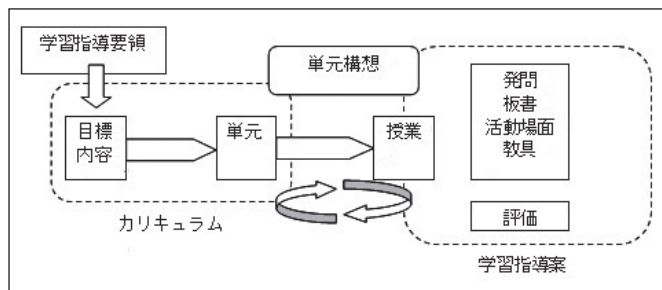 学習指導要領
単元構想
発問
板書
活動場面
教具
目標
内容
単元
授業
評価
カリキュラム
学習指導案